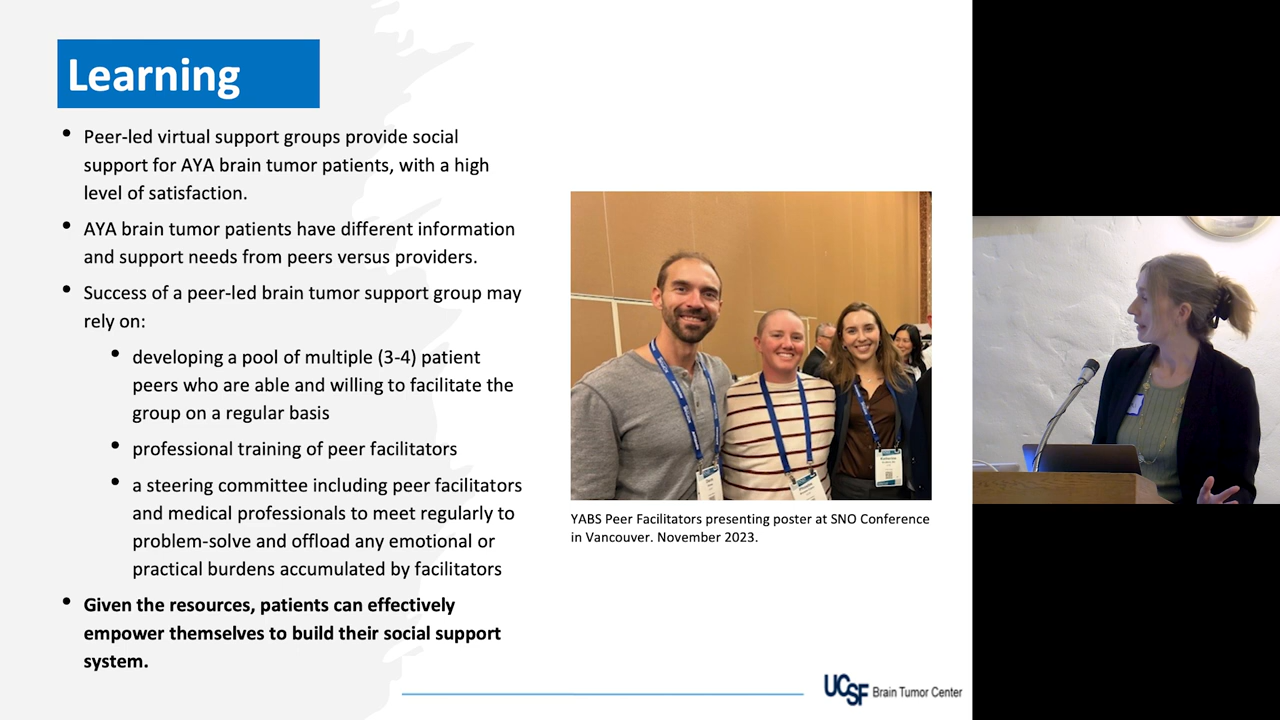 Learning
• Peer-led virtual support groups provide social
support for AYA brain tumor patients, with a high
level of satisfaction.
• AYA brain tumor patients have different information
and support needs from peers versus providers.
• Success of a peer-led brain tumor support group may
rely on:
• developing a pool of multiple (3-4) patient
peers who are able and willing to facilitate the
group on a regular basis
• professional training of peer facilitators
• a steering committee including peer facilitators
and medical professionals to meet regularly to
problem-solve and offload any emotional or
practical burdens accumulated by facilitators
• Given the resources, patients can effectively
empower themselves to build their social support
system.
YABS Peer Facilitators presenting poster at SNO Conference
in Vancouver. November 2023.
UCSF Brain Tumor Center